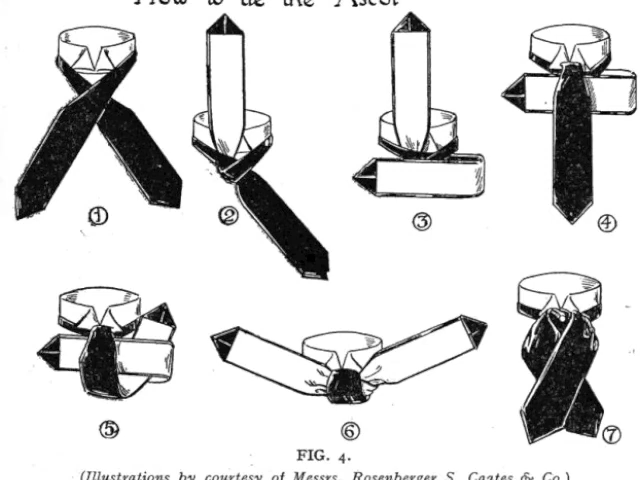 How to tie the Ascot
① ② ③ ④
⑤ ⑥ ⑦
FIG. 4.
(Illustrations by courtesy of Messrs. Rosenberger S. Caates & Co.)